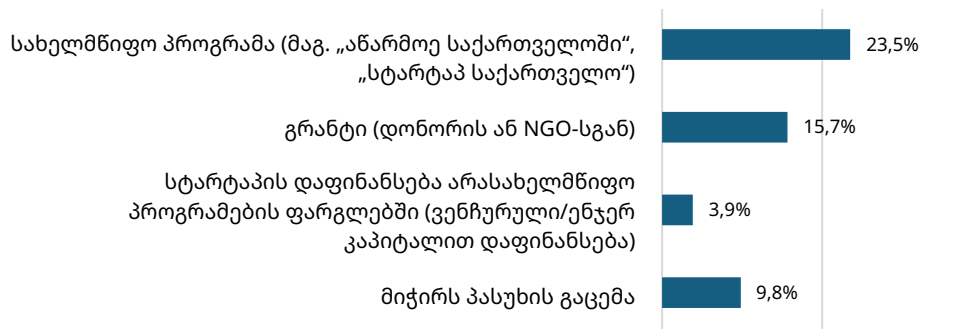 სახელმწიფო პროგრამა (მაგ. „აწარმოე საქართველოში“,
„სტარტაპ საქართველო“)
23,5%
გრანტი (დონორის ან NGO-სგან)
15,7%
სტარტაპის დაფინანსება არასახელმწიფო
პროგრამების ფარგლებში (ვენჩურული/ენჯერ
კაპიტალით დაფინანსება)
3,9%
მიჭირს პასუხის გაცემა
9,8%